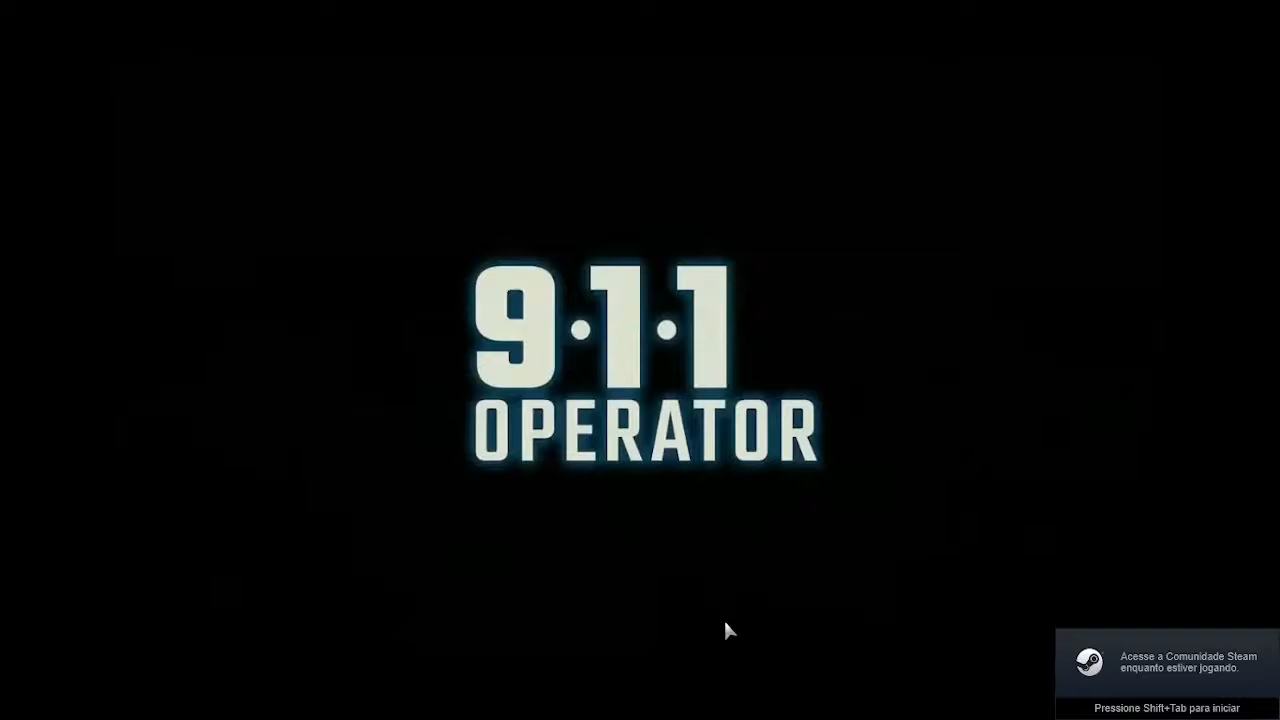 9·1·1
OPERATOR
Acesse a Comunidade Steam
enquanto estiver jogando.
Pressione Shift+Tab para iniciar